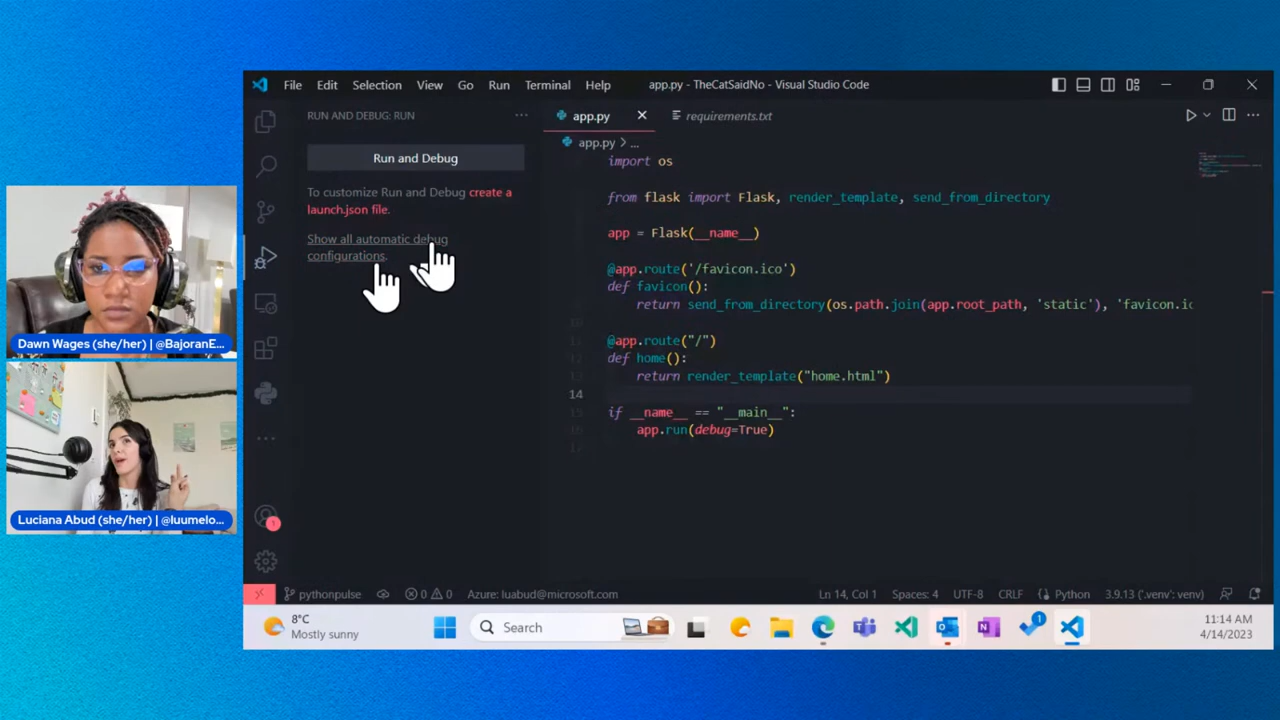 File Edit Selection View Go Run Terminal Help
app.py - TheCatSaidNo - Visual Studio Code
RUN AND DEBUG: RUN
Run and Debug
To customize Run and Debug create a
launch.json file.
Show all automatic debug
configurations.
app.py
requirements.txt
app.py > ...
import os
from flask import Flask, render_template, send_from_directory
app = Flask(__name__)
@app.route('/favicon.ico')
def favicon():
return send_from_directory(os.path.join(app.root_path, 'static'), 'favicon.ic
@app.route("/")
def home():
return render_template("home.html")
14
if __name__ == "__main__":
app.run(debug=True)
Dawn Wages (she/her) | @BajoranE...
Luciana Abud (she/her) | @luumelo...
1
pythonpulse 0 0 Azure: luabud@microsoft.com Ln 14, Col 1 Spaces: 4 UTF-8 CRLF Python 3.9.13 ('.venv': venv)
8°C
Mostly sunny
Search
1
11:14 AM
4/14/2023